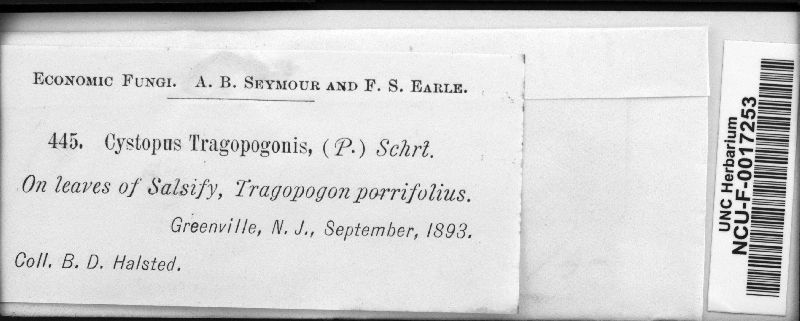 Economic Fungi. A. B. Seymour and F. S. Earle.
445. Cystopus Tragopogonis, (P.) Schrt.
On leaves of Salsify, Tragopogon porrifolius.
Greenville, N. J., September, 1893.
Coll. B. D. Halsted.
UNC Herbarium
NCU-F-0017253